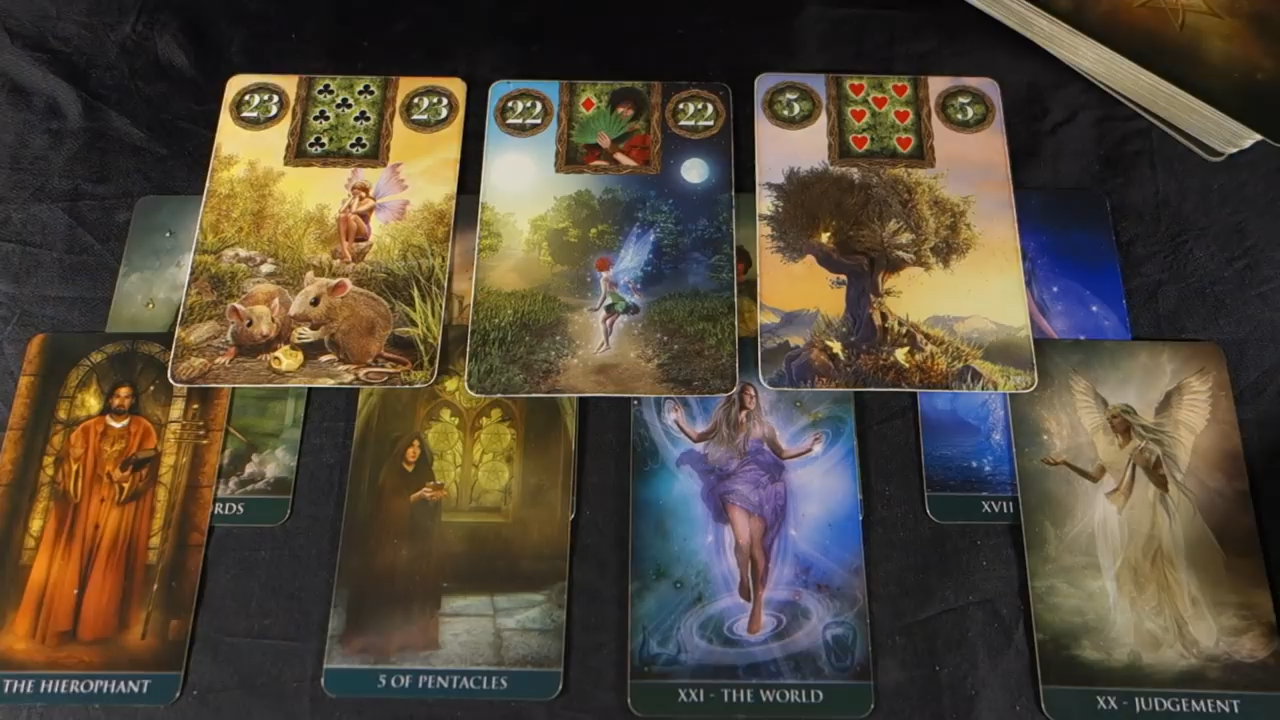 23 23
22 22
5 5
RDS
XVII
THE HIEROPHANT
5 OF PENTACLES
XXI - THE WORLD
XX - JUDGEMENT